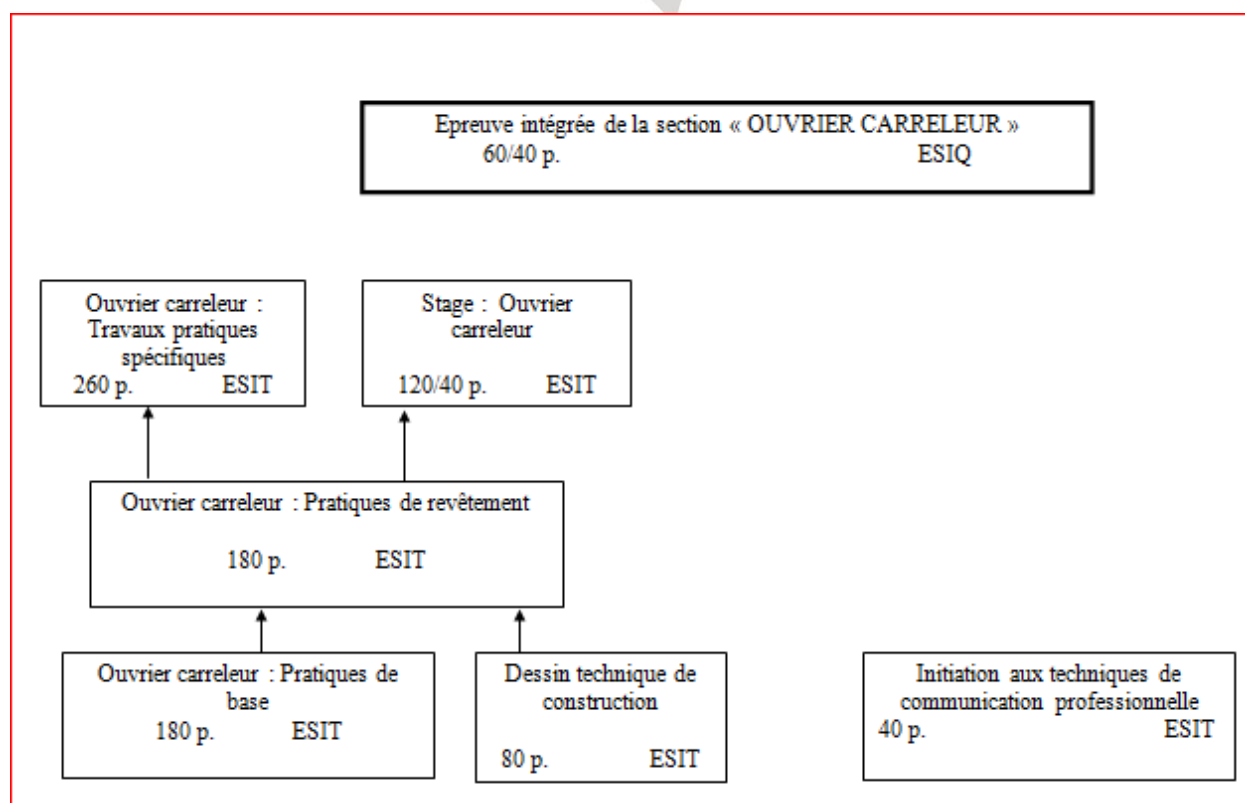 Epreuve intégrée de la section « OUVRIER CARRELEUR »
60/40 p. ESIQ
Ouvrier carreleur :
Travaux pratiques
spécifiques
260 p. ESIT
Stage : Ouvrier
carreleur
120/40 p. ESIT
Ouvrier carreleur : Pratiques de revêtement
180 p. ESIT
Ouvrier carreleur : Pratiques de
base
180 p. ESIT
Dessin technique de
construction
80 p. ESIT
Initiation aux techniques de
communication professionnelle
40 p. ESIT